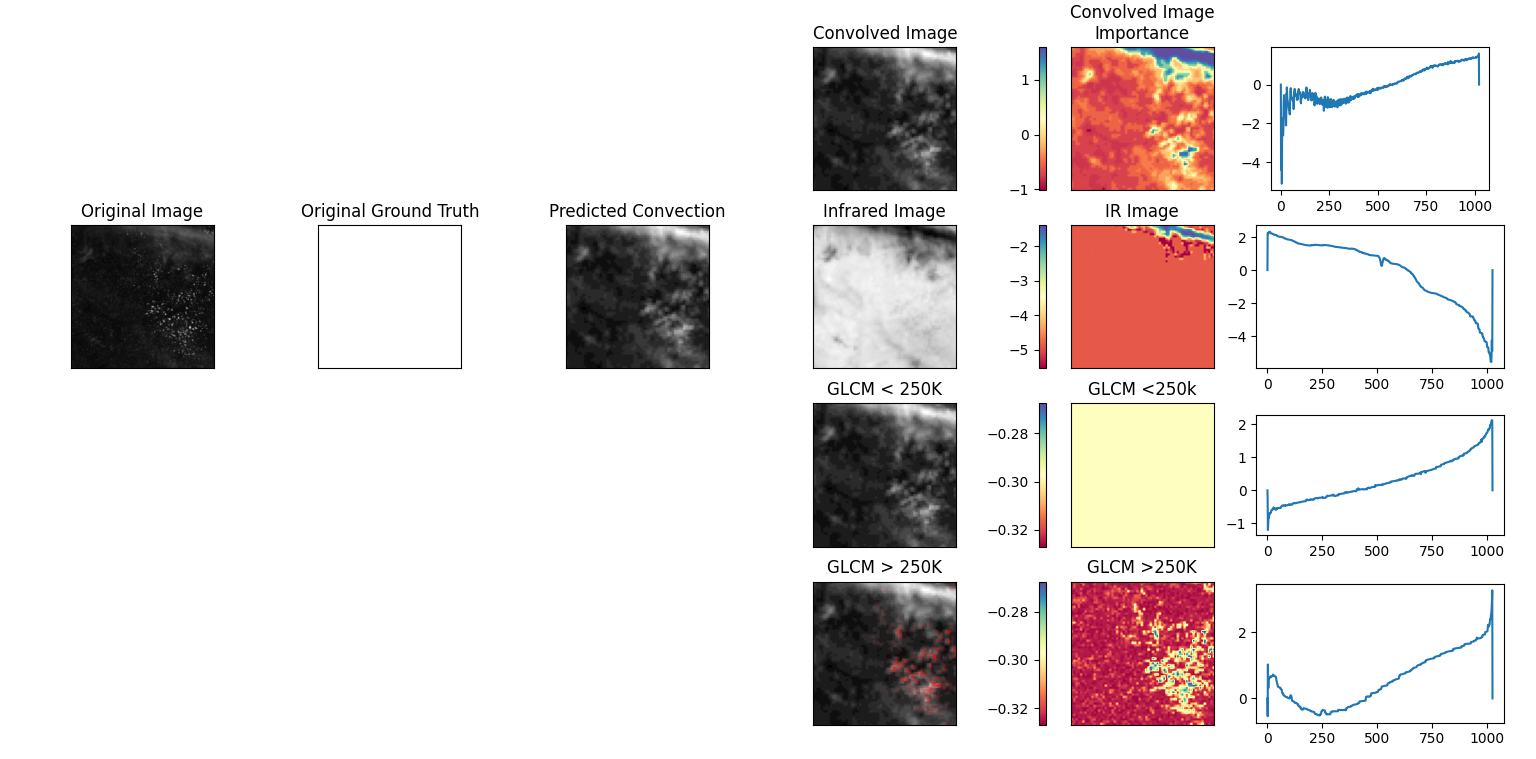 Convolved Image
Convolved Image
Importance
1
0
−1
0
−2
−4
0 250 500 750 1000
Original Image
Original Ground Truth
Predicted Convection
Infrared Image
IR Image
−2
−3
−4
−5
2
0
−2
−4
0 250 500 750 1000
GLCM < 250K
GLCM <250k
−0.28
−0.30
−0.32
2
1
0
−1
0 250 500 750 1000
GLCM > 250K
GLCM >250K
−0.28
−0.30
−0.32
2
0
0 250 500 750 1000